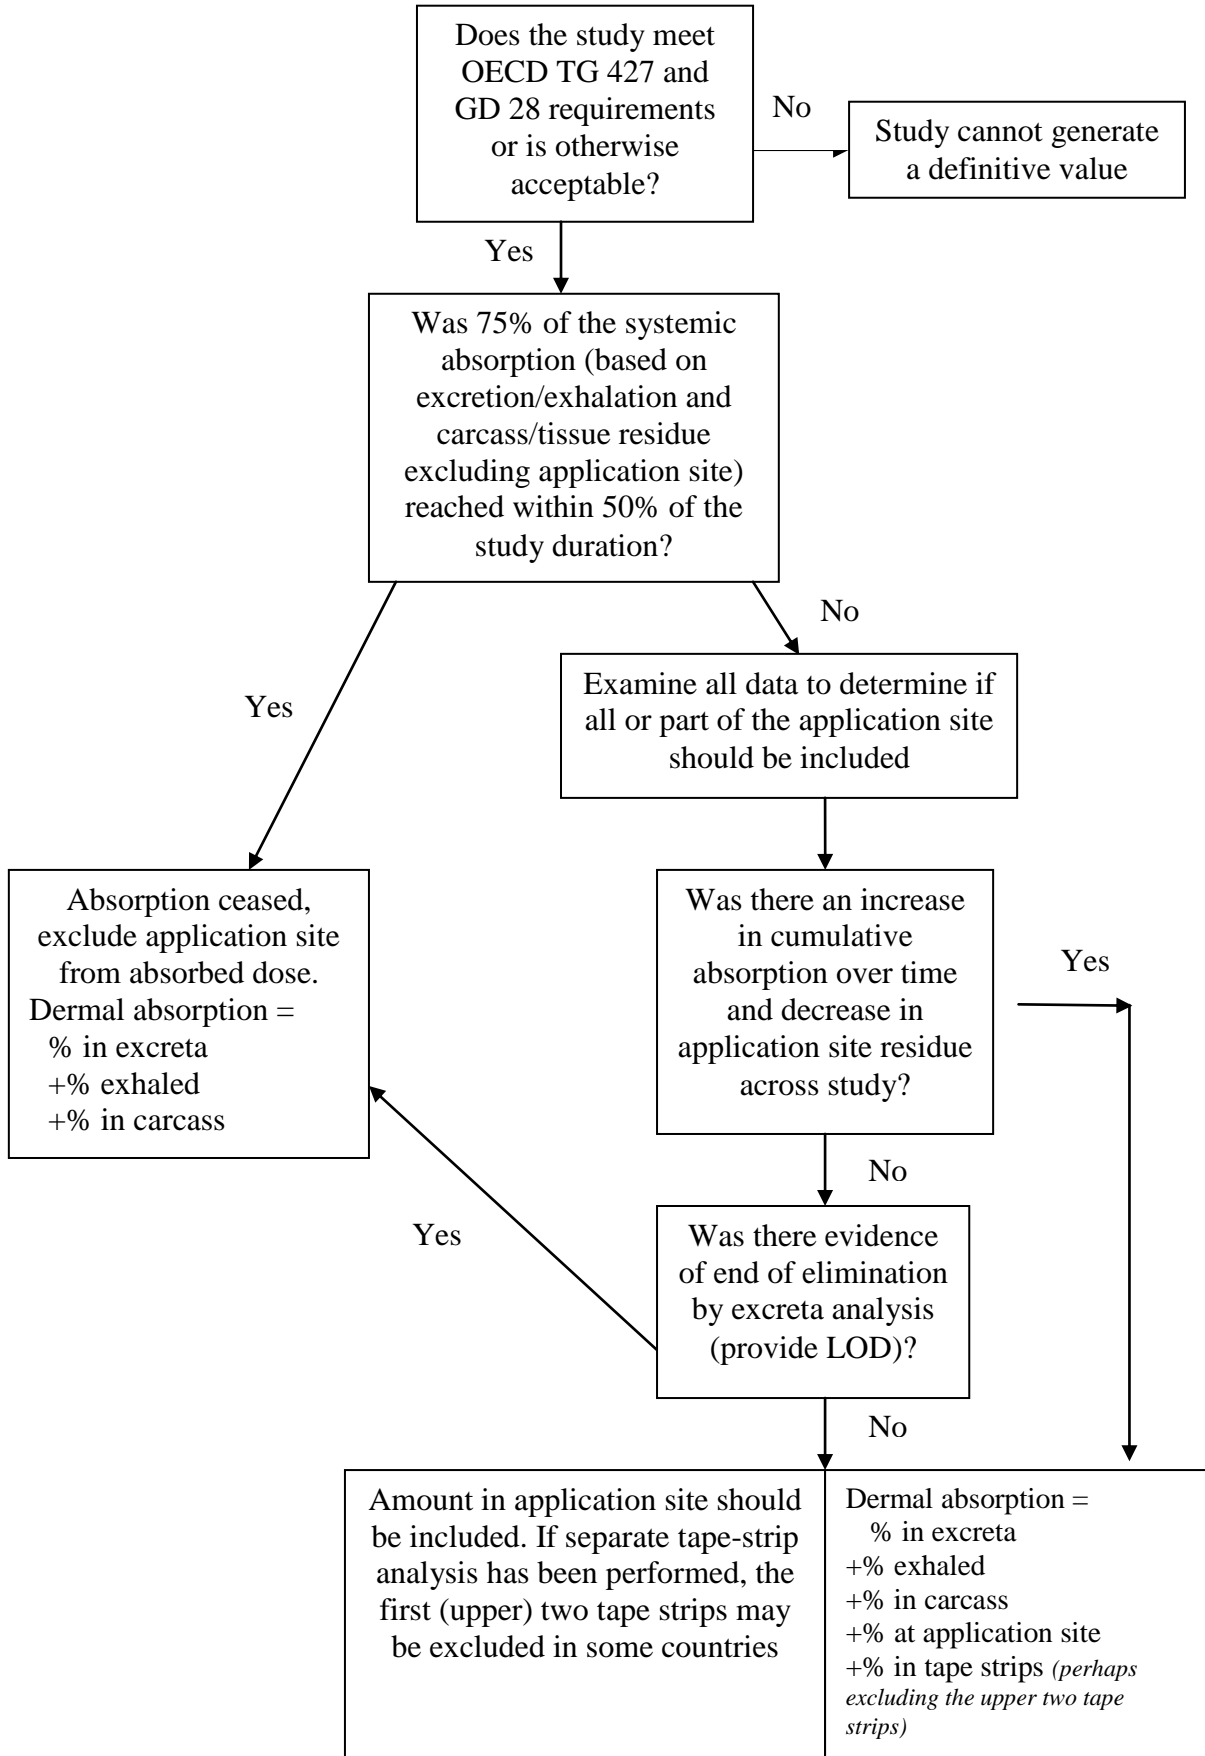 Does the study meet
OECD TG 427 and
GD 28 requirements
or is otherwise
acceptable?
No
Study cannot generate
a definitive value
Yes
Was 75% of the systemic
absorption (based on
excretion/exhalation and
carcass/tissue residue
excluding application site)
reached within 50% of the
study duration?
No
Yes
Examine all data to determine if
all or part of the application site
should be included
Absorption ceased,
exclude application site
from absorbed dose.
Dermal absorption =
% in excreta
+% exhaled
+% in carcass
Was there an increase
in cumulative
absorption over time
and decrease in
application site residue
across study?
Yes
No
Yes
Was there evidence
of end of elimination
by excreta analysis
(provide LOD)?
No
Amount in application site should
be included. If separate tape-strip
analysis has been performed, the
first (upper) two tape strips may
be excluded in some countries
Dermal absorption =
% in excreta
+% exhaled
+% in carcass
+% at application site
+% in tape strips (perhaps
excluding the upper two tape
strips)